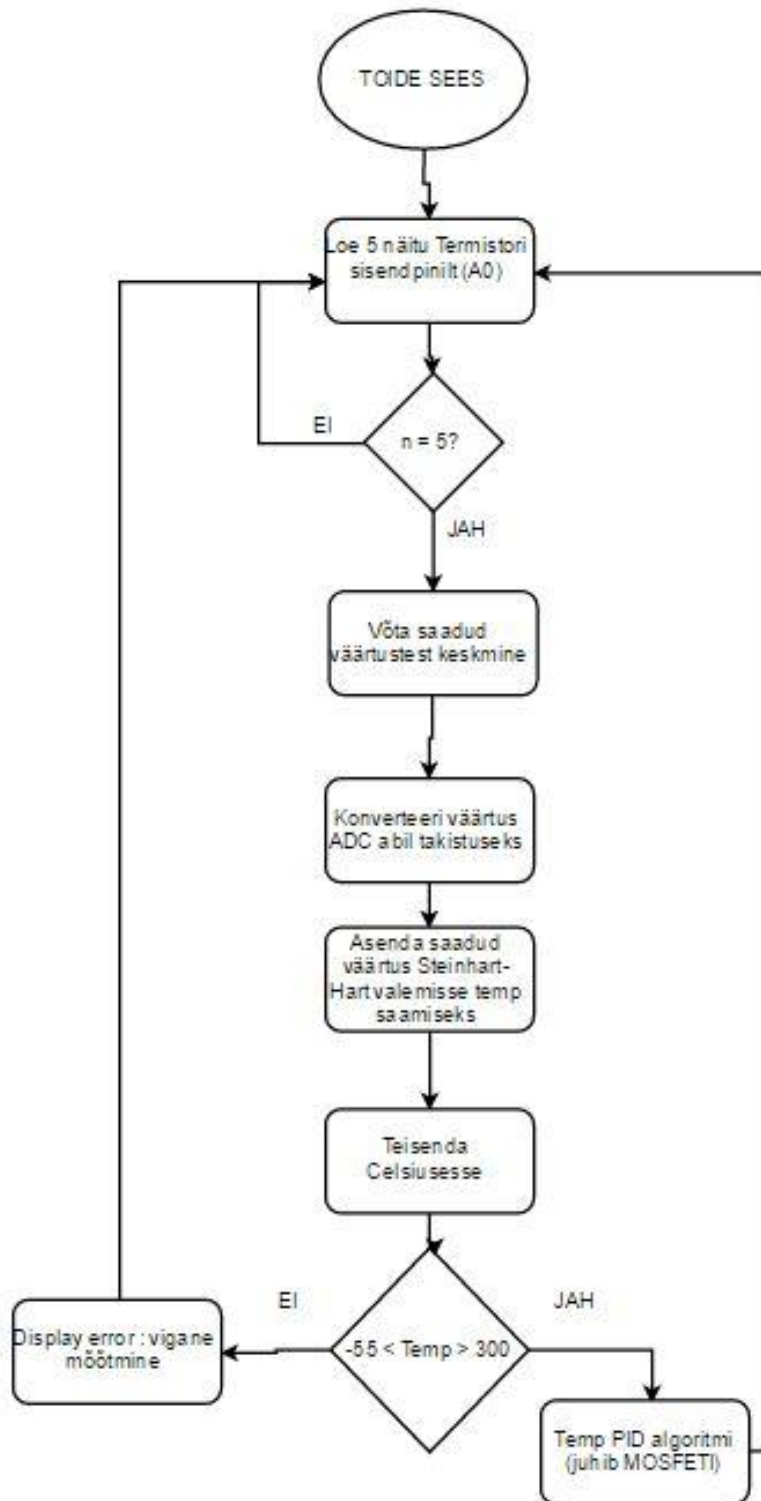 TOIDE SEES
Loe 5 näitu Termistori
sisendpinilt (A0)
EI
n = 5?
JAH
Võta saadud
väärtustest keskmine
Konverteeri väärtus
ADC abil takistuseks
Asenda saadud
väärtus Steinhart-
Hart valemisse temp
saamiseks
Teisenda
Celsiusesse
EI
JAH
Display error : vigane
mõõtmine
-55 < Temp > 300
Temp PID algoritmi
(juhib MOSFETI)